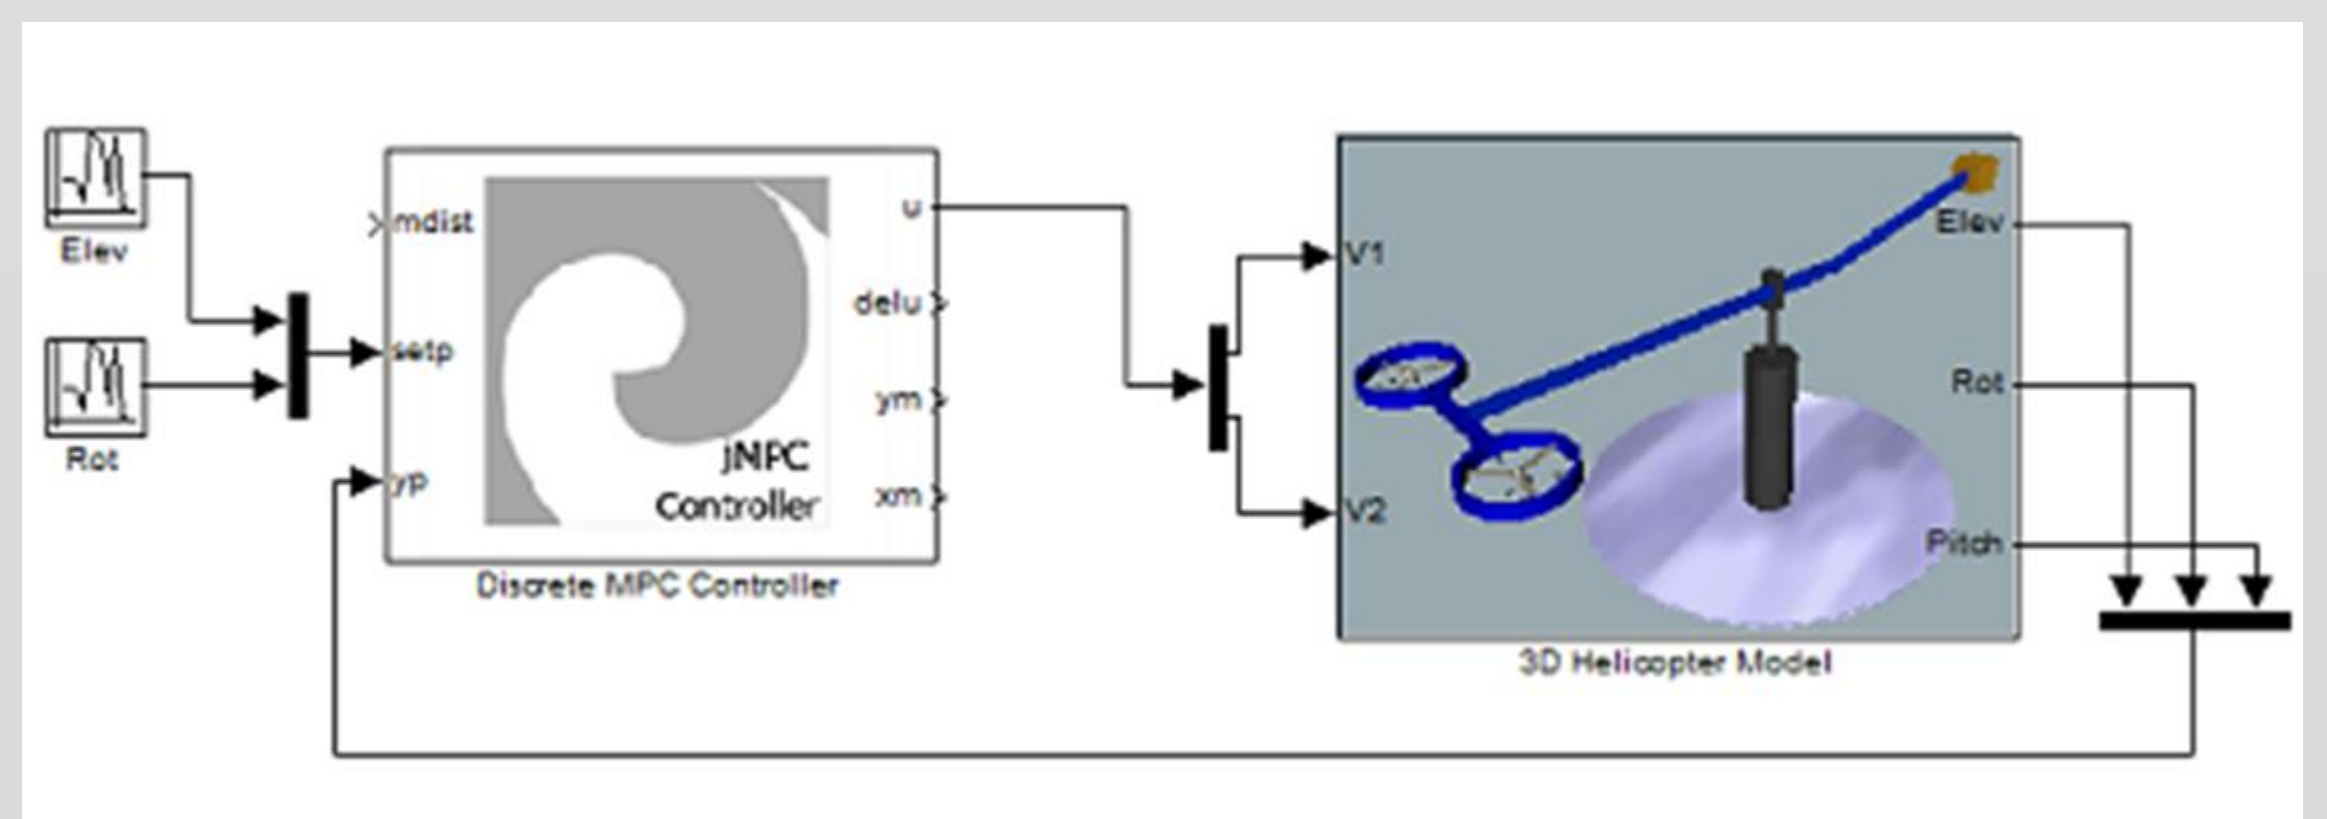 Elev
Rot
mdist
setp
yp
jMPC
Controller
u
delu
ym
xm
Discrete MPC Controller
V1
V2
Elev
Rot
Pitch
3D Helicopter Model